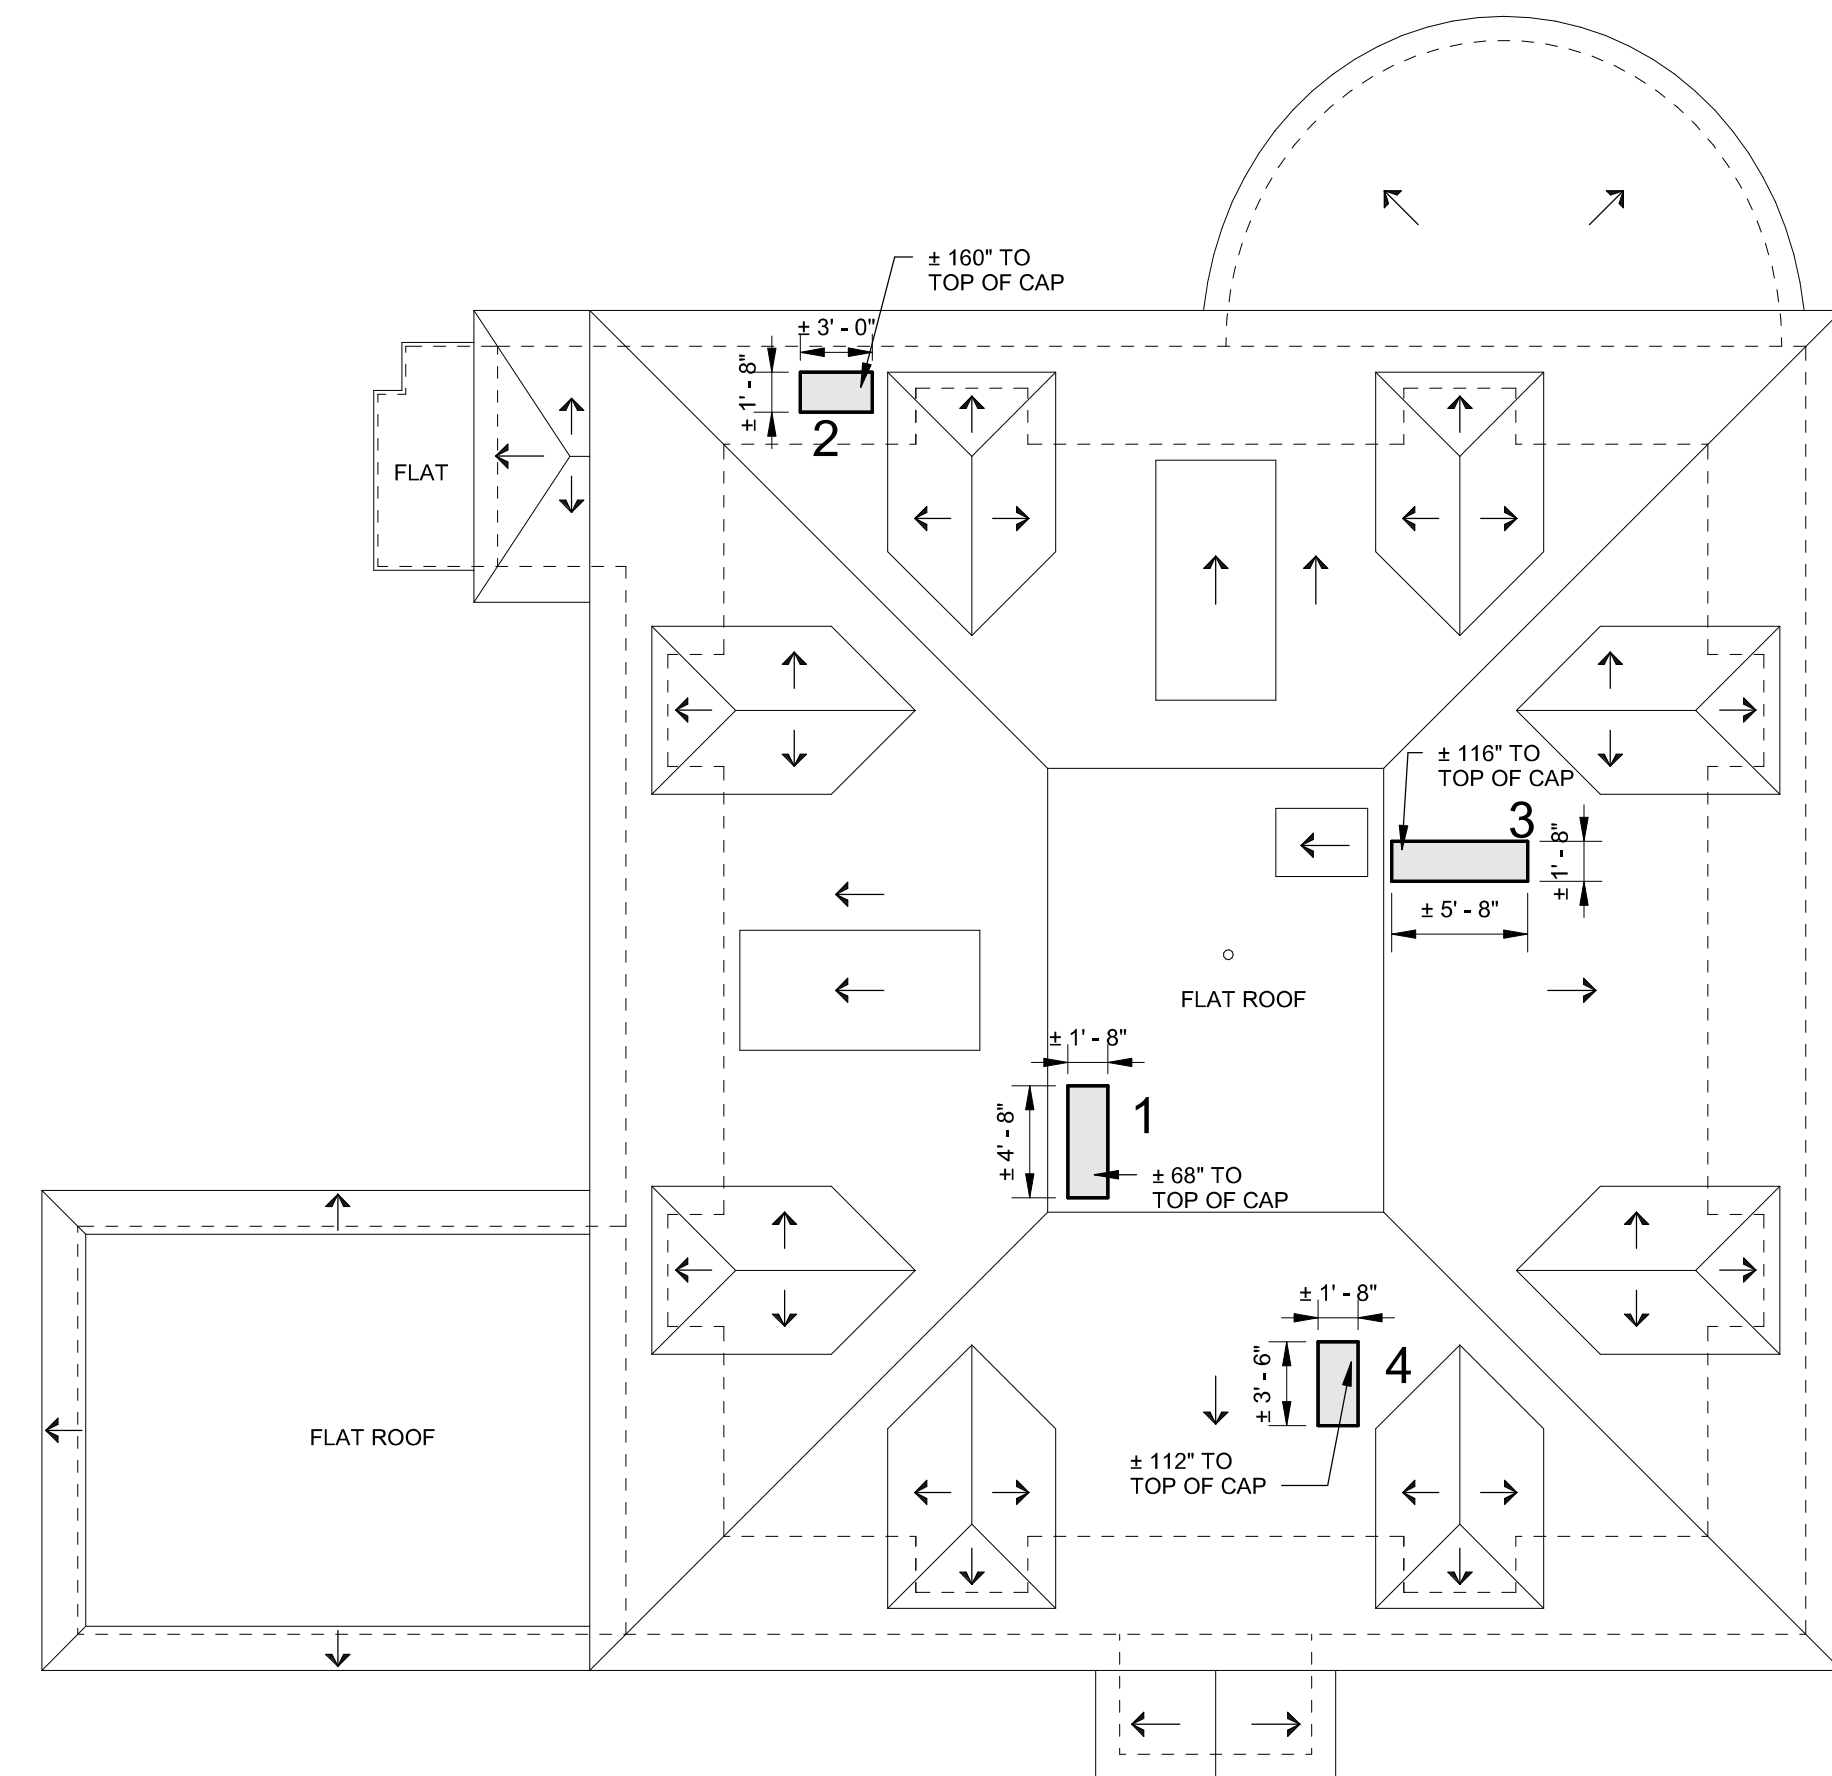 ± 160" TO
TOP OF CAP
± 3' - 0"
± 1' - 8"
2
FLAT
± 116" TO
TOP OF CAP
3
± 1' - 8"
± 5' - 8"
FLAT ROOF
± 1' - 8"
± 4' - 8"
1
± 68" TO
TOP OF CAP
± 1' - 8"
± 3' - 6"
4
FLAT ROOF
± 112" TO
TOP OF CAP